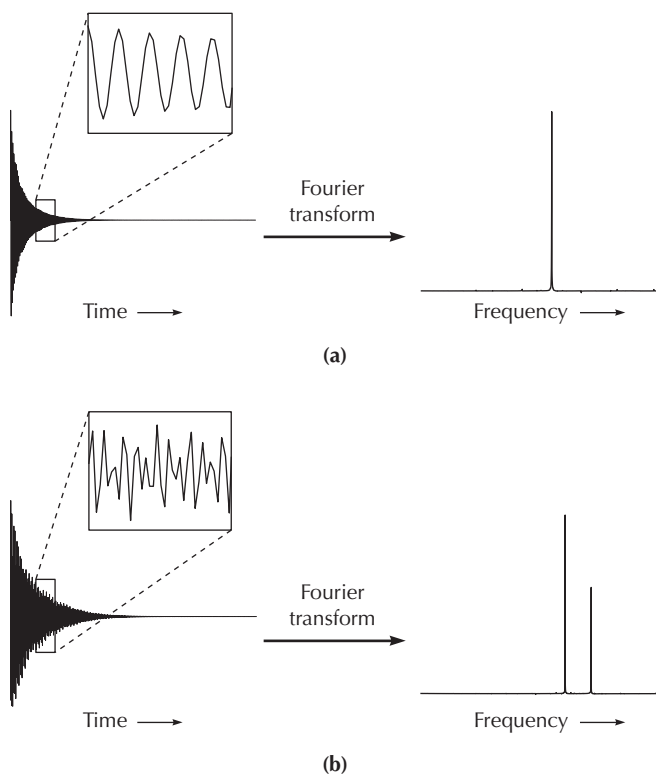 Fourier
transform
Time
Frequency
(a)
Fourier
transform
Time
Frequency
(b)